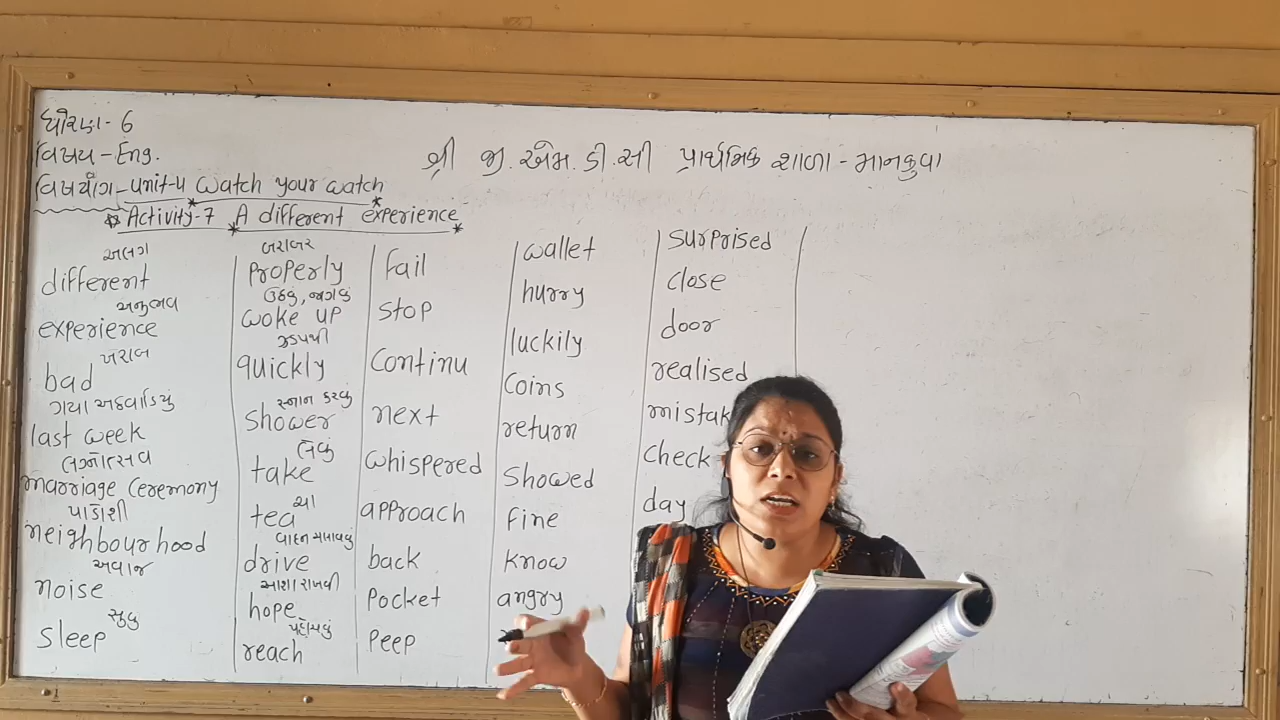 ધોરણ - 6
વિષય - Eng.
શ્રી જી. એમ. ડી. સી પ્રાથમિક શાળા - માનકુવા
વિષયાંગ - unit-4 Watch your watch
Activity-7 A different experience
અલગ
different
અનુભવ
experience
ખરાબ
bad
ગયા અઠવાડિયું
last week
લગ્નોત્સવ
marriage ceremony
પાડોશી
neighbourhood
અવાજ
noise
સુવુ
Sleep
બરાબર
Properly
ઉઠવુ, જાગવું
woke up
ઝડપથી
quickly
સ્નાન કરવું
Shower
લેવું
take
ચા
tea
વાહન ચલાવવું
drive
આશા રાખવી
hope
પહોંચવું
reach
Fail
Stop
Continu
next
whispered
approach
back
Pocket
Peep
wallet
hurry
luckily
Coins
return
Showed
Fine
Know
angry
Surprised
close
door
realised
mistak
check
day